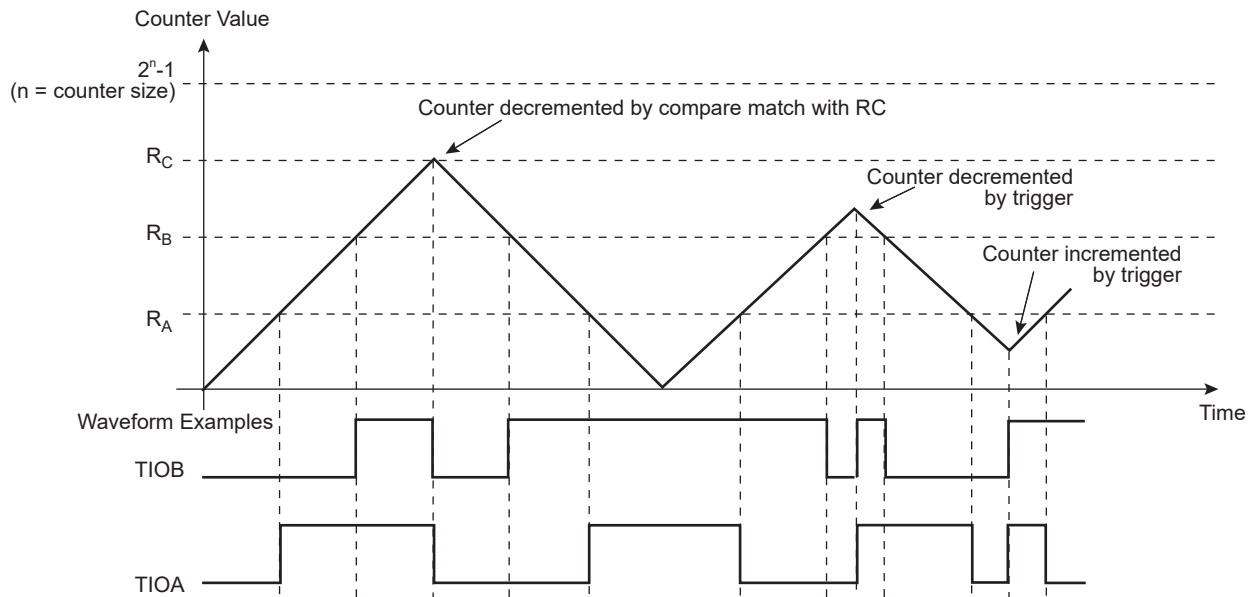 Counter Value
2ⁿ-1
(n = counter size)
Counter decremented by compare match with RC
R_C
Counter decremented
by trigger
R_B
Counter incremented
by trigger
R_A
Time
Waveform Examples
TIOB
TIOA